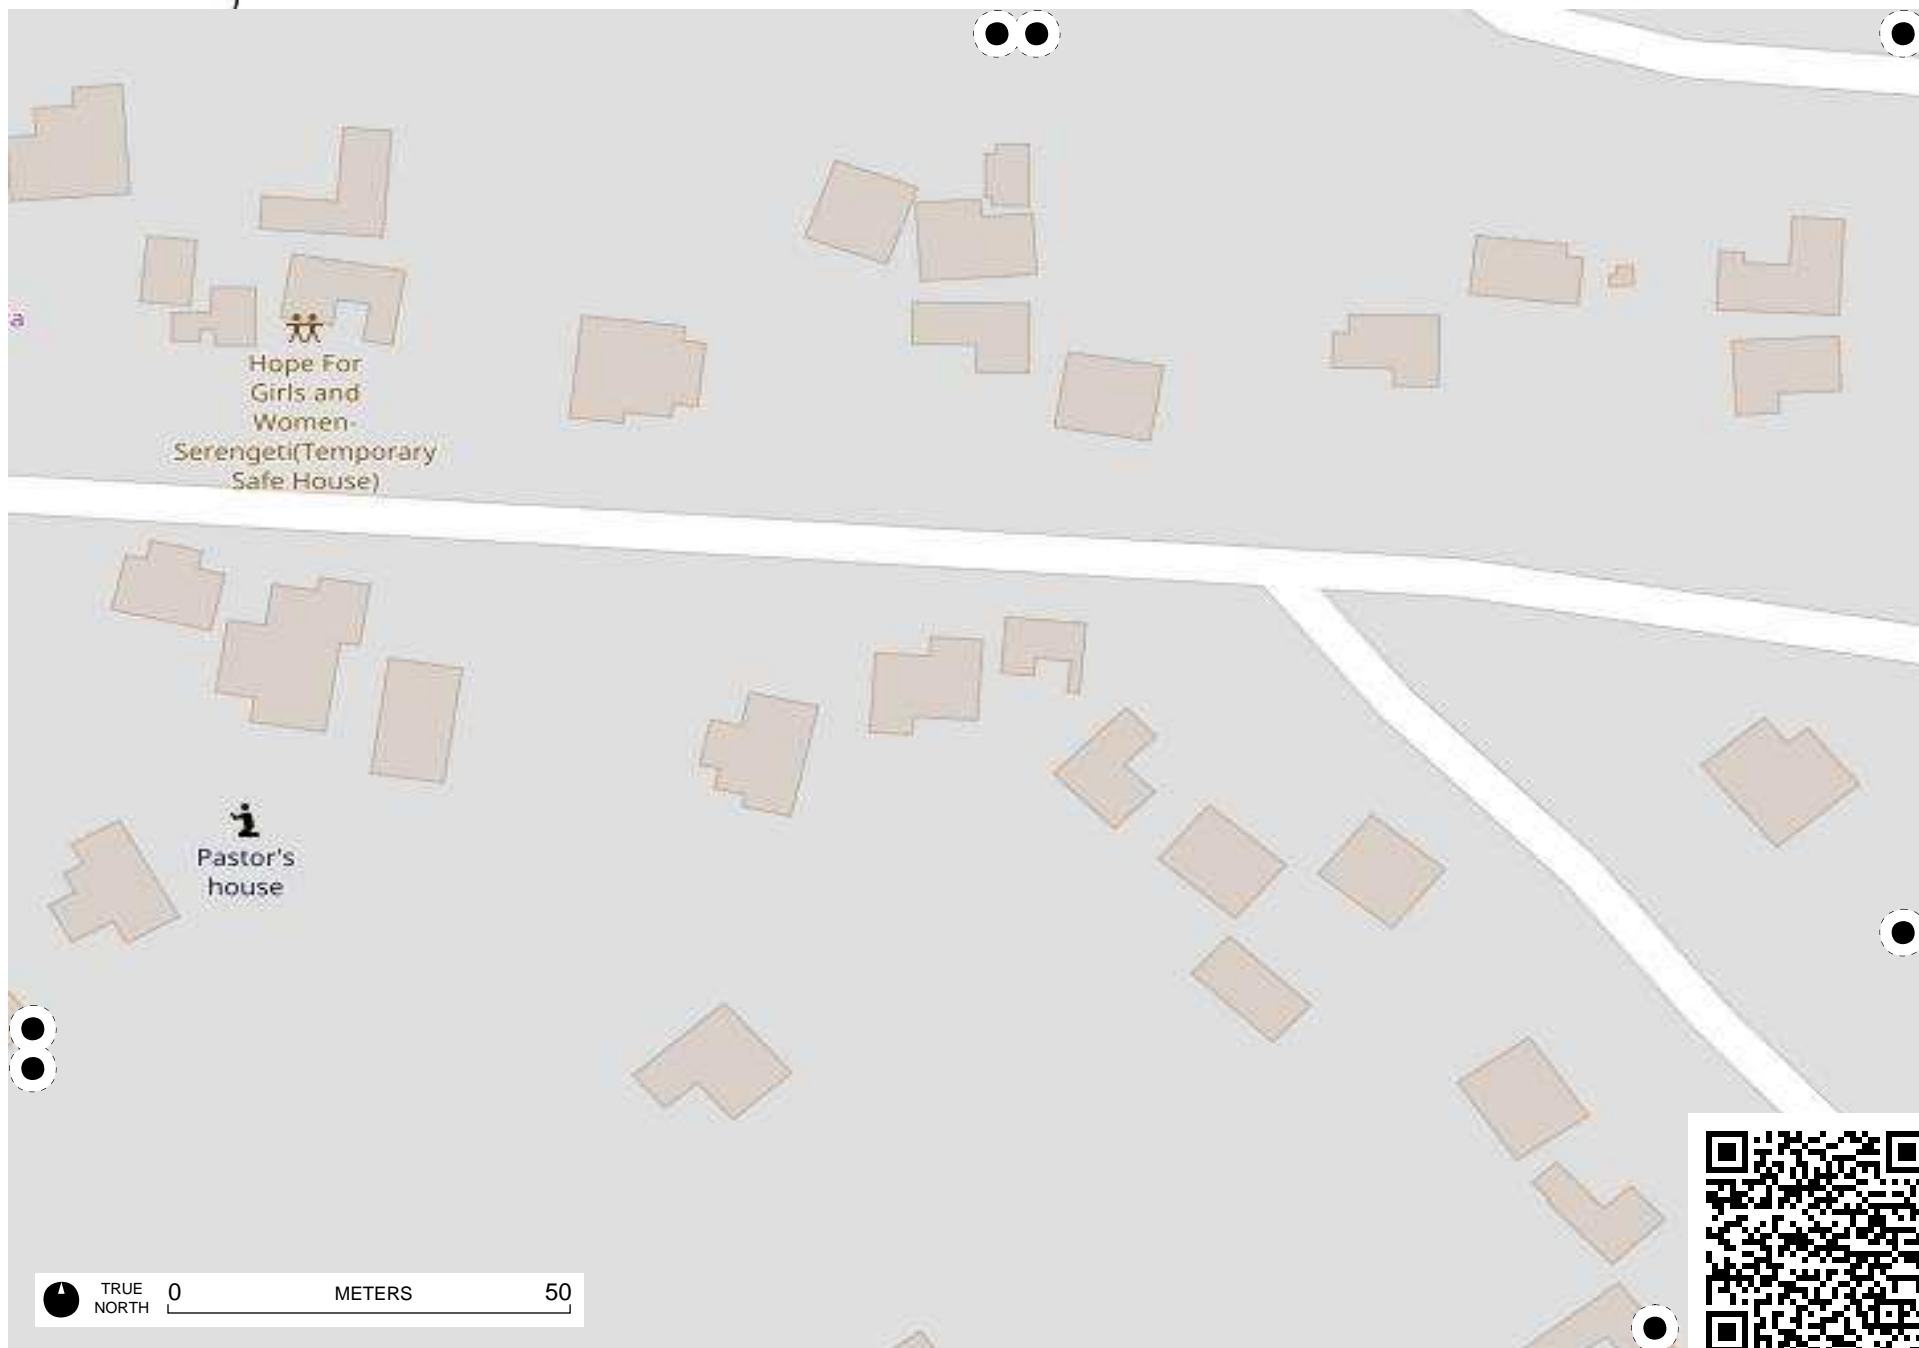 a
Hope For
Girls and
Women-
Serengeti(Temporary
Safe House)
Pastor's
house
TRUE
NORTH
0 METERS 50